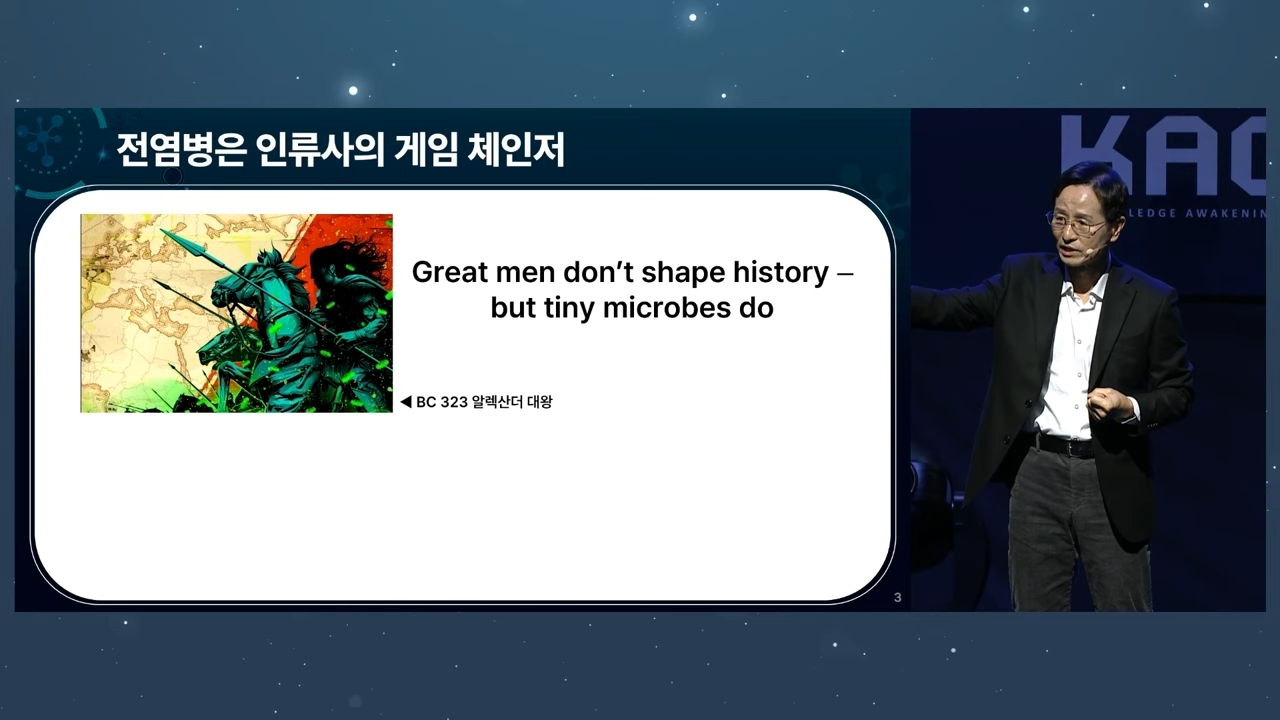 전염병은 인류사의 게임 체인저
Great men don’t shape history –
but tiny microbes do
◀ BC 323 알렉산더 대왕
3
KAO
LEDGE AWAKENIN